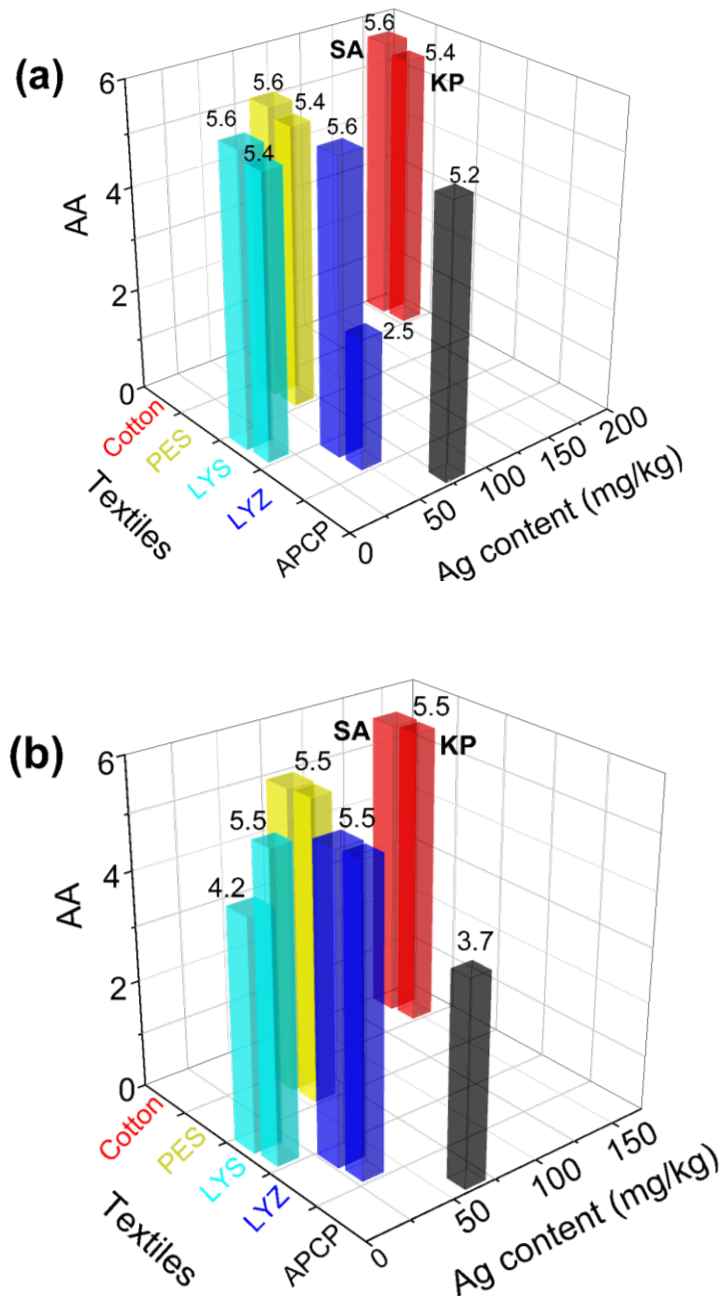 (a)
6
4
2
0
AA
5.6
5.4
5.6
5.4
5.6
2.5
SA
5.6
5.4
KP
5.2
Cotton
PES
LYS
LYZ
APCP
Textiles
0
50
100
150
200
Ag content (mg/kg)
(b)
6
4
2
0
AA
4.2
5.5
5.5
5.5
SA
5.5
KP
3.7
Cotton
PES
LYS
LYZ
APCP
Textiles
0
50
100
150
Ag content (mg/kg)